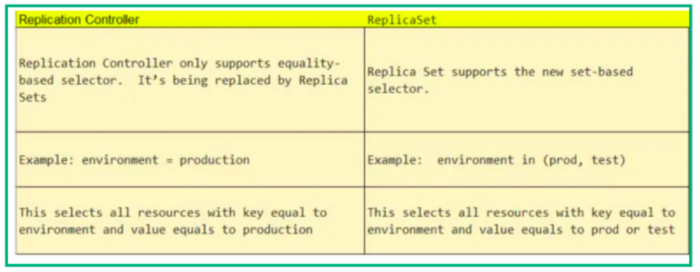 Replication Controller
ReplicaSet
Replication Controller only supports equality-
based selector.  It's being replaced by Replica
Sets
Replica Set supports the new set-based
selector.
Example: environment = production
Example:  environment in (prod, test)
This selects all resources with key equal to
environment and value equals to production
This selects all resources with key equal to
environment and value equals to prod or test